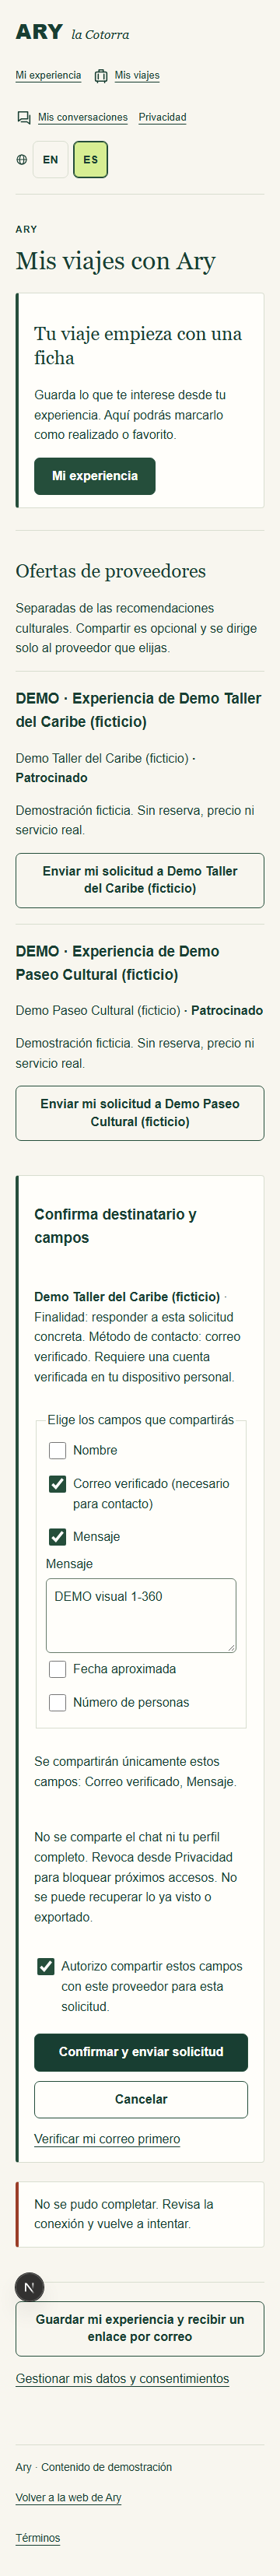 ARY la Cotorra
Mi experiencia Mis viajes
Mis conversaciones Privacidad
EN ES
ARY
Mis viajes con Ary
Tu viaje empieza con una
ficha
Guarda lo que te interese desde tu
experiencia. Aquí podrás marcarlo
como realizado o favorito.
Mi experiencia
Ofertas de proveedores
Separadas de las recomendaciones
culturales. Compartir es opcional y se dirige
solo al proveedor que elijas.
DEMO · Experiencia de Demo Taller
del Caribe (ficticio)
Demo Taller del Caribe (ficticio) ·
Patrocinado
Demostración ficticia. Sin reserva, precio ni
servicio real.
Enviar mi solicitud a Demo Taller
del Caribe (ficticio)
DEMO · Experiencia de Demo
Paseo Cultural (ficticio)
Demo Paseo Cultural (ficticio) · Patrocinado
Demostración ficticia. Sin reserva, precio ni
servicio real.
Enviar mi solicitud a Demo Paseo
Cultural (ficticio)
Confirma destinatario y
campos
Demo Taller del Caribe (ficticio) ·
Finalidad: responder a esta solicitud
concreta. Método de contacto: correo
verificado. Requiere una cuenta
verificada en tu dispositivo personal.
Elige los campos que compartirás
Nombre
Correo verificado (necesario
para contacto)
Mensaje
Mensaje
DEMO visual 1-360
Fecha aproximada
Número de personas
Se compartirán únicamente estos
campos: Correo verificado, Mensaje.
No se comparte el chat ni tu perfil
completo. Revoca desde Privacidad
para bloquear próximos accesos. No
se puede recuperar lo ya visto o
exportado.
Autorizo compartir estos campos
con este proveedor para esta
solicitud.
Confirmar y enviar solicitud
Cancelar
Verificar mi correo primero
No se pudo completar. Revisa la
conexión y vuelve a intentar.
N
Guardar mi experiencia y recibir un
enlace por correo
Gestionar mis datos y consentimientos
Ary · Contenido de demostración
Volver a la web de Ary
Términos